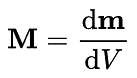 M = dm/dV